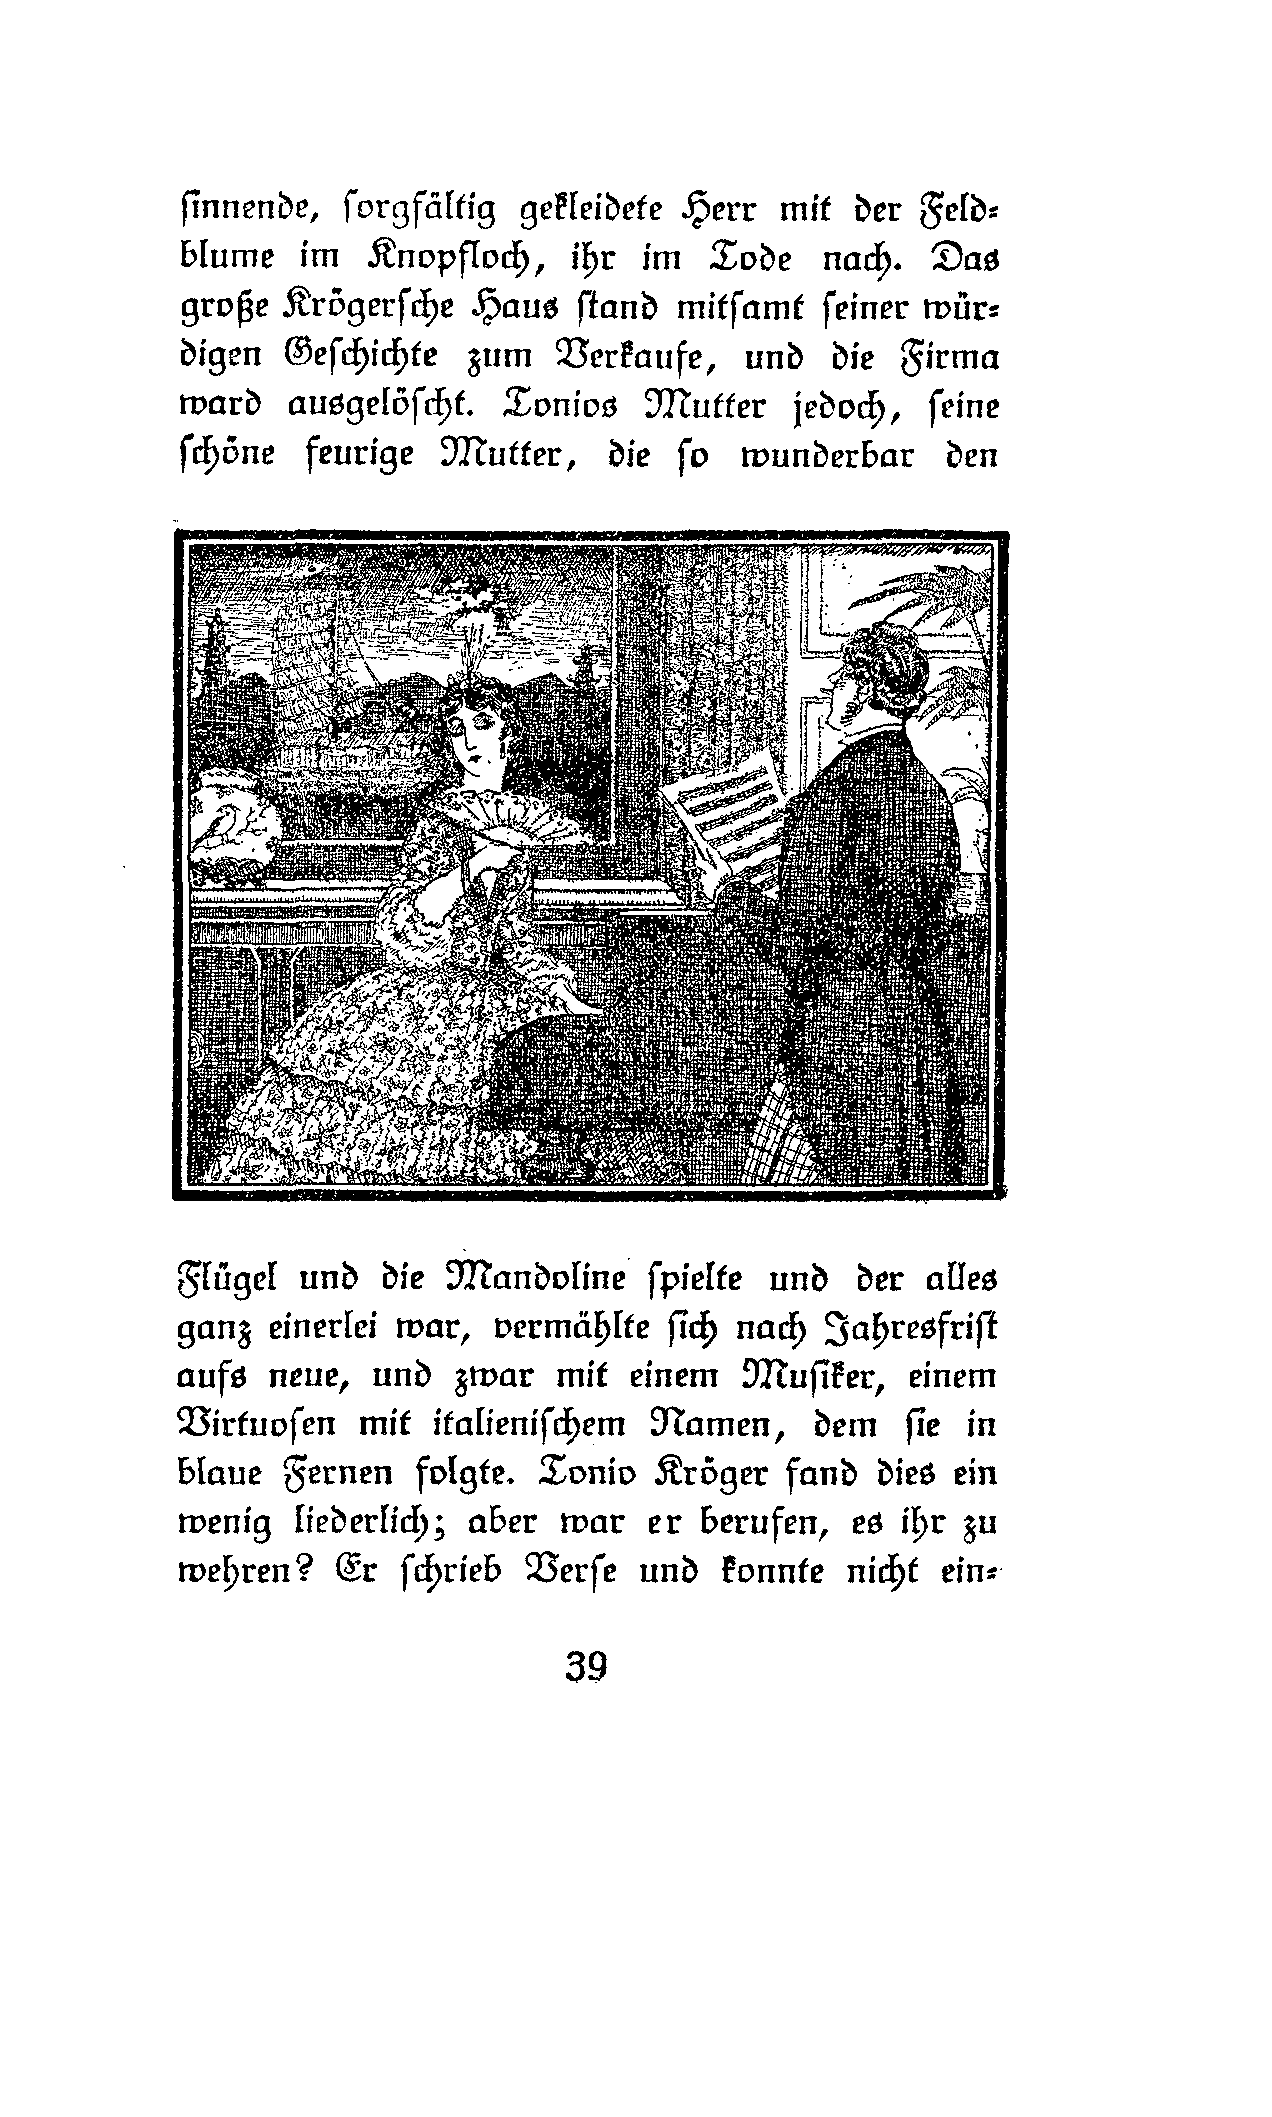 sinnende, sorgfältig gekleidete Herr mit der Feld-
blume im Knopfloch, ihr im Tode nach. Das
große Krögersche Haus stand mitsamt seiner wür-
digen Geschichte zum Verkaufe, und die Firma
ward ausgelöscht. Tonios Mutter jedoch, seine
schöne feurige Mutter, die so wunderbar den
Flügel und die Mandoline spielte und der alles
ganz einerlei war, vermählte sich nach Jahresfrist
aufs neue, und zwar mit einem Musiker, einem
Virtuosen mit italienischem Namen, dem sie in
blaue Fernen folgte. Tonio Kröger fand dies ein
wenig liederlich; aber war er berufen, es ihr zu
wehren? Er schrieb Verse und konnte nicht ein-
39